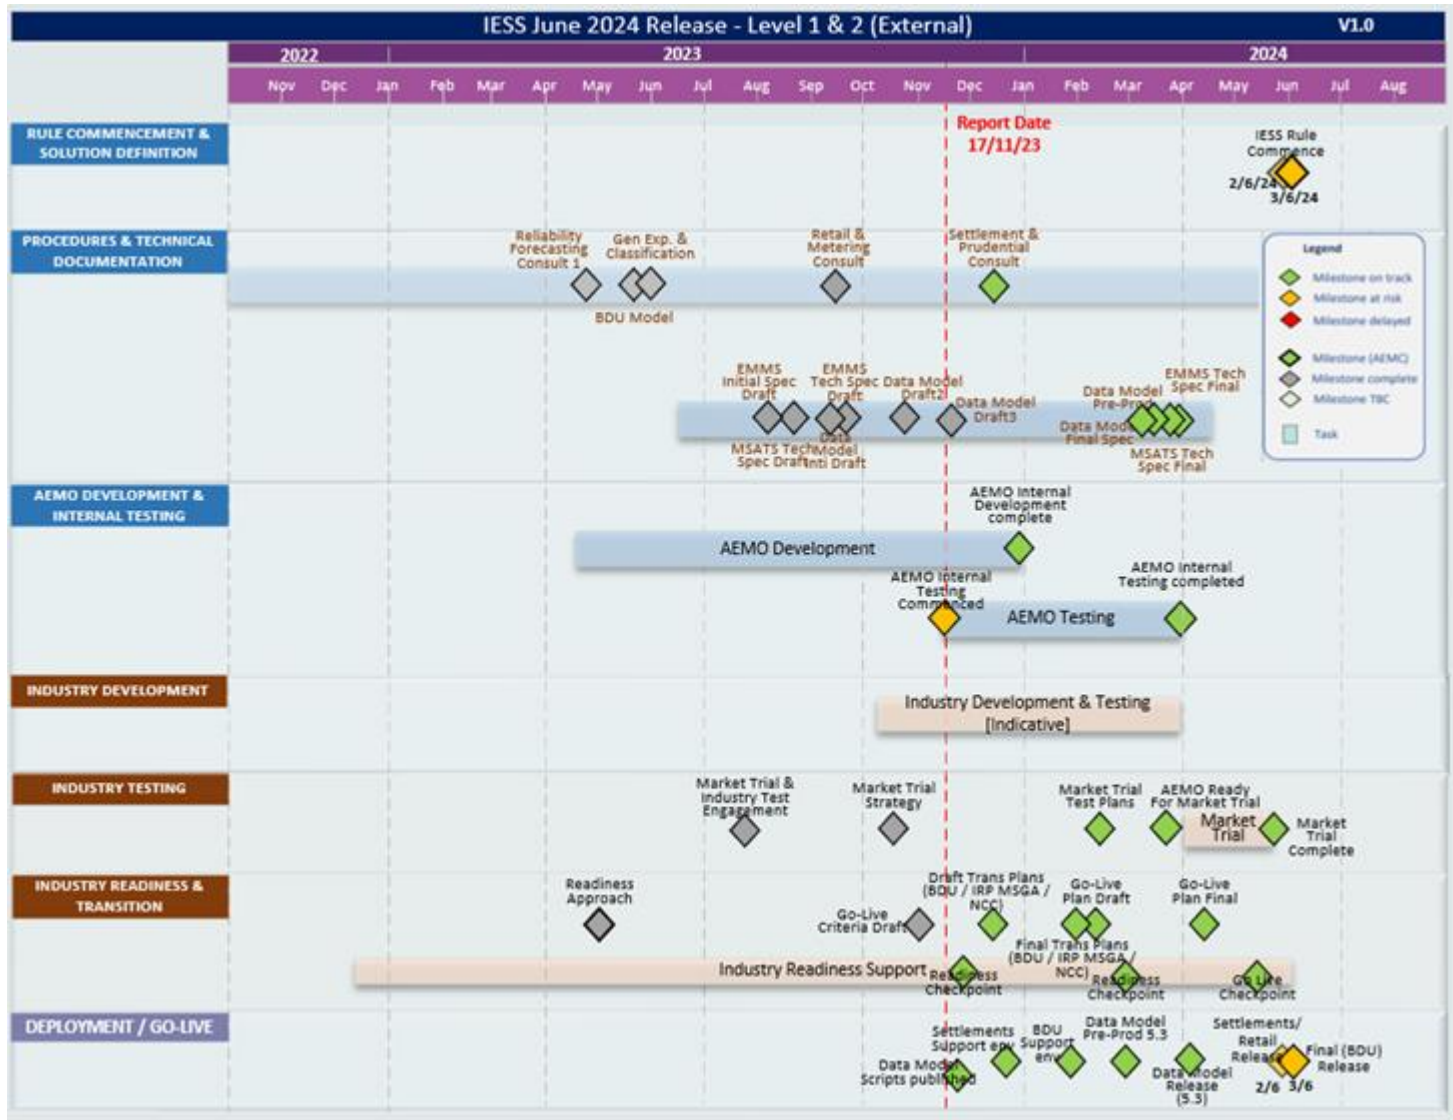 IESS June 2024 Release - Level 1 & 2 (External)
V1.0
2022
2023
2024
Nov Dec Jan Feb Mar Apr May Jun Jul Aug Sep Oct Nov Dec Jan Feb Mar Apr May Jun Jul Aug
Report Date
17/11/23
RULE COMMENCEMENT &
SOLUTION DEFINITION
IESS Rule
Commence
2/6/24
3/6/24
PROCEDURES & TECHNICAL
DOCUMENTATION
Reliability
Forecasting
Consult 1
Gen Exp. &
Classification
BDU Model
Retail &
Metering
Consult
Settlement &
Prudential
Consult
Legend
Milestone on track
Milestone at risk
Milestone delayed
Milestone (AEMC)
Milestone complete
Milestone TBC
Task
EMMS
Initial Spec
Draft
MSATS Tech
Spec Draft
EMMS
Tech Spec
Draft
Data
Model
Inti Draft
Data Model
Draft2
Data Model
Draft3
Data Model
Pre-Prod
Data Model
Final Spec
EMMS Tech
Spec Final
MSATS Tech
Spec Final
AEMO DEVELOPMENT &
INTERNAL TESTING
AEMO Internal
Development
complete
AEMO Development
AEMO Internal
Testing
Commenced
AEMO Testing
AEMO Internal
Testing completed
INDUSTRY DEVELOPMENT
Industry Development & Testing
[Indicative]
INDUSTRY TESTING
Market Trial &
Industry Test
Engagement
Market Trial
Strategy
Market Trial
Test Plans
AEMO Ready
For Market Trial
Market
Trial
Market
Trial
Complete
INDUSTRY READINESS &
TRANSITION
Readiness
Approach
Go-Live
Criteria Draft
Draft Trans Plans
(BDU / IRP MSGA /
NCC)
Go-Live
Plan Draft
Go-Live
Plan Final
Final Trans Plans
(BDU / IRP MSGA /
NCC)
Industry Readiness Support
Readiness
Checkpoint
Readiness
Checkpoint
Go Live
Checkpoint
DEPLOYMENT / GO-LIVE
Data Model
Scripts published
Settlements
Support env
BDU
Support
env
Data Model
Pre-Prod 5.3
Data Model
Release
(5.3)
Settlements/
Retail
Release
2/6 3/6
Final (BDU)
Release